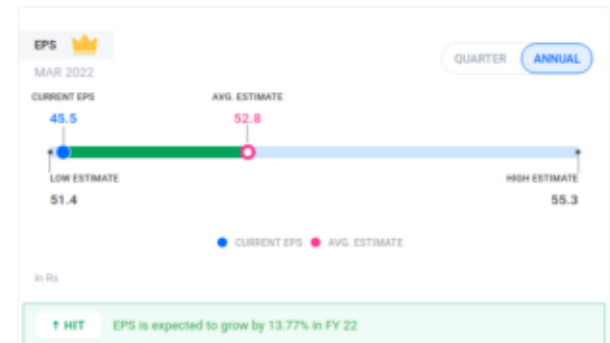 EPS
QUARTER ANNUAL
MAR 2022
CURRENT EPS AVG. ESTIMATE
45.5 52.8
LOW ESTIMATE HIGH ESTIMATE
51.4 55.3
CURRENT EPS AVG. ESTIMATE
in Rs
↑ HIT EPS is expected to grow by 13.77% in FY 22